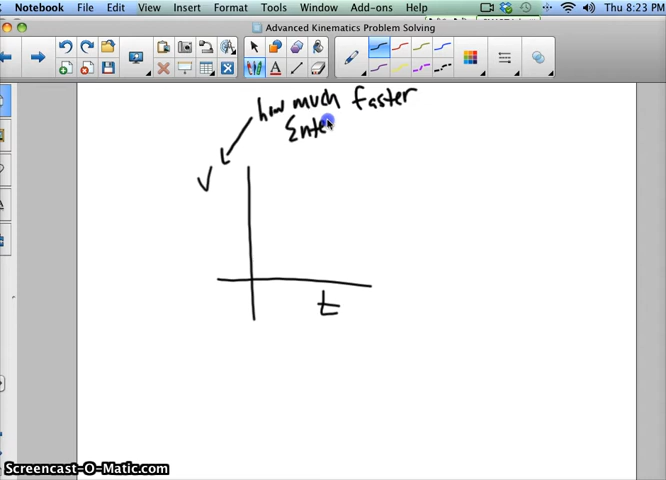 Notebook File Edit View Insert Format Tools Window Add-ons Help Thu 8:23 PM
Advanced Kinematics Problem Solving
how much faster
Ente
V
t
Screencast-O-Matic.com